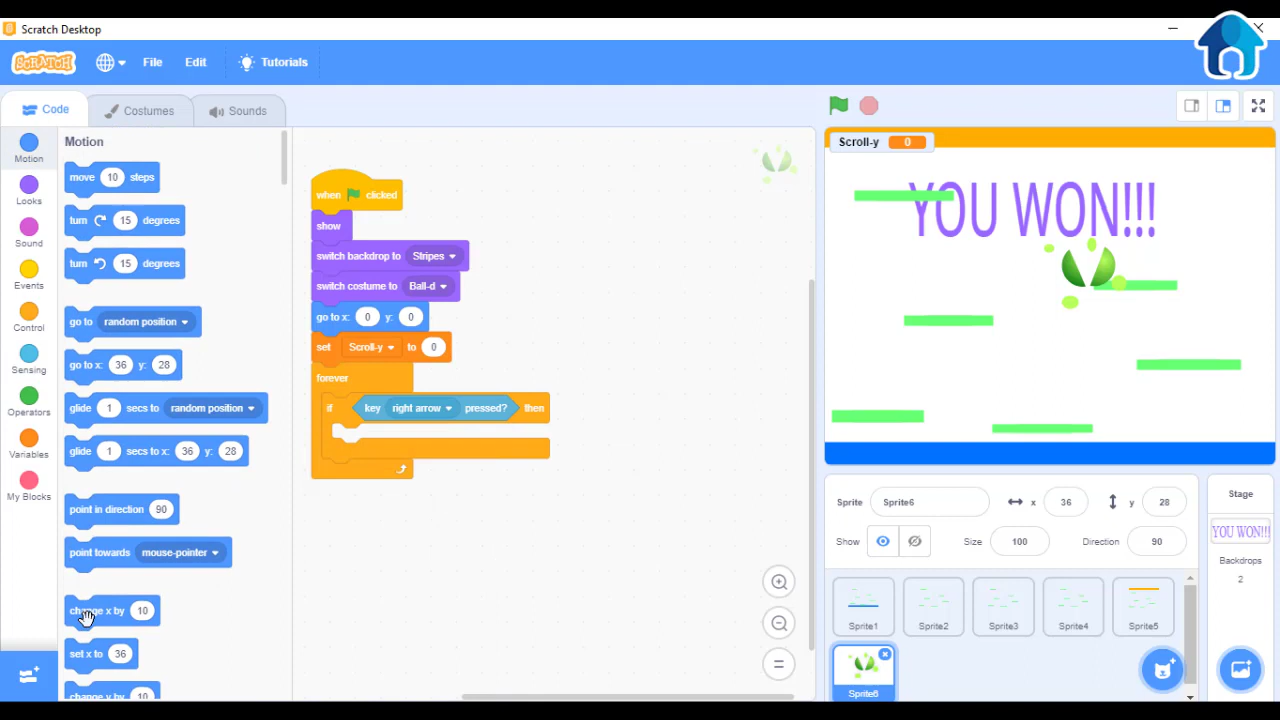 Scratch Desktop
SCRATCH File Edit Tutorials
Code Costumes Sounds
Motion
Looks
Sound
Events
Control
Sensing
Operators
Variables
My Blocks
Motion
move 10 steps
turn 15 degrees
turn 15 degrees
go to random position
go to x: 36 y: 28
glide 1 secs to random position
glide 1 secs to x: 36 y: 28
point in direction 90
point towards mouse-pointer
change x by 10
set x to 36
change y by 10
when clicked
show
switch backdrop to Stripes
switch costume to Ball-d
go to x: 0 y: 0
set Scroll-y to 0
forever
if key right arrow pressed? then
Scroll-y 0
YOU WON!!!
Sprite Sprite6 x 36 y 28
Show Size 100 Direction 90
Sprite1 Sprite2 Sprite3 Sprite4 Sprite5
Sprite6
Stage
YOU WON!!!
Backdrops
2